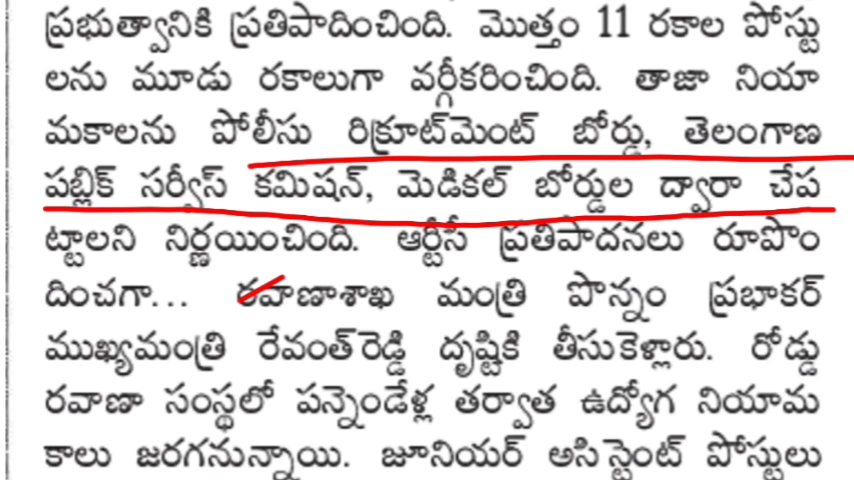 ప్రభుత్వానికి ప్రతిపాదించింది. మొత్తం 11 రకాల పోస్టు
లను మూడు రకాలుగా వర్గీకరించింది. తాజా నియా
మకాలను పోలీసు రిక్రూట్‌మెంట్ బోర్డు, తెలంగాణ
పబ్లిక్ సర్వీస్ కమిషన్, మెడికల్ బోర్డుల ద్వారా చేప
ట్టాలని నిర్ణయించింది. ఆర్టీసీ ప్రతిపాదనలు రూపొం
దించగా... రవాణాశాఖ మంత్రి పొన్నం ప్రభాకర్
ముఖ్యమంత్రి రేవంత్‌రెడ్డి దృష్టికి తీసుకెళ్లారు. రోడ్డు
రవాణా సంస్థలో పన్నెండేళ్ల తర్వాత ఉద్యోగ నియామ
కాలు జరగనున్నాయి. జూనియర్ అసిస్టెంట్ పోస్టులు